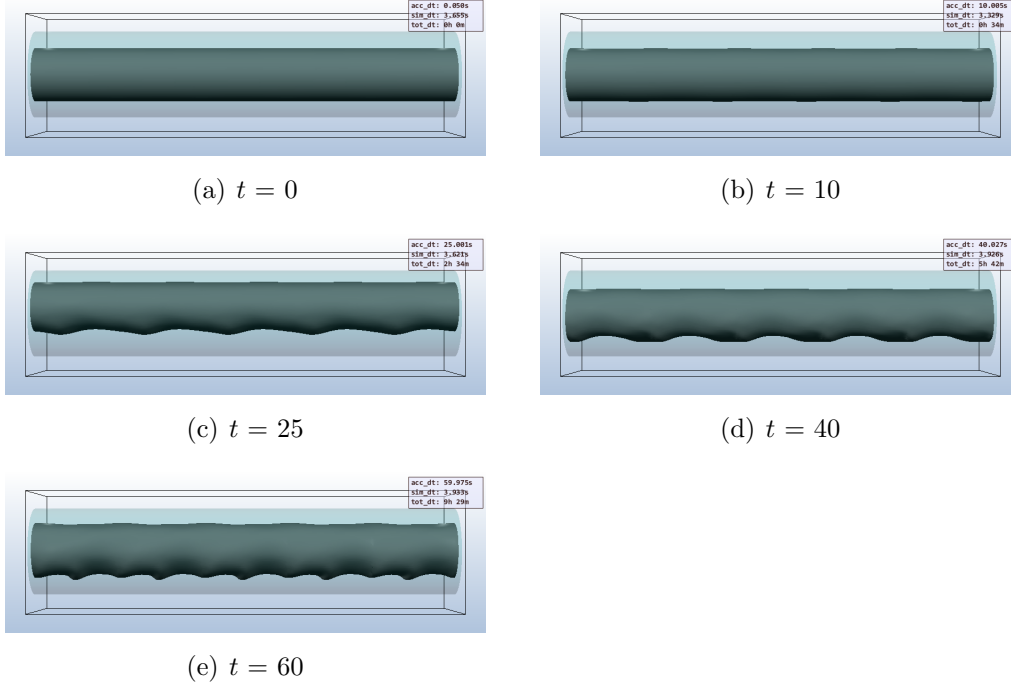 acc_dt: 0.050s
sim_dt: 3.655s
tot_dt: 0h 0m
acc_dt: 10.005s
sim_dt: 3.329s
tot_dt: 0h 34m
(a) t = 0
(b) t = 10
acc_dt: 25.001s
sim_dt: 3.621s
tot_dt: 2h 34m
acc_dt: 40.027s
sim_dt: 3.926s
tot_dt: 5h 42m
(c) t = 25
(d) t = 40
acc_dt: 59.975s
sim_dt: 3.933s
tot_dt: 9h 29m
(e) t = 60